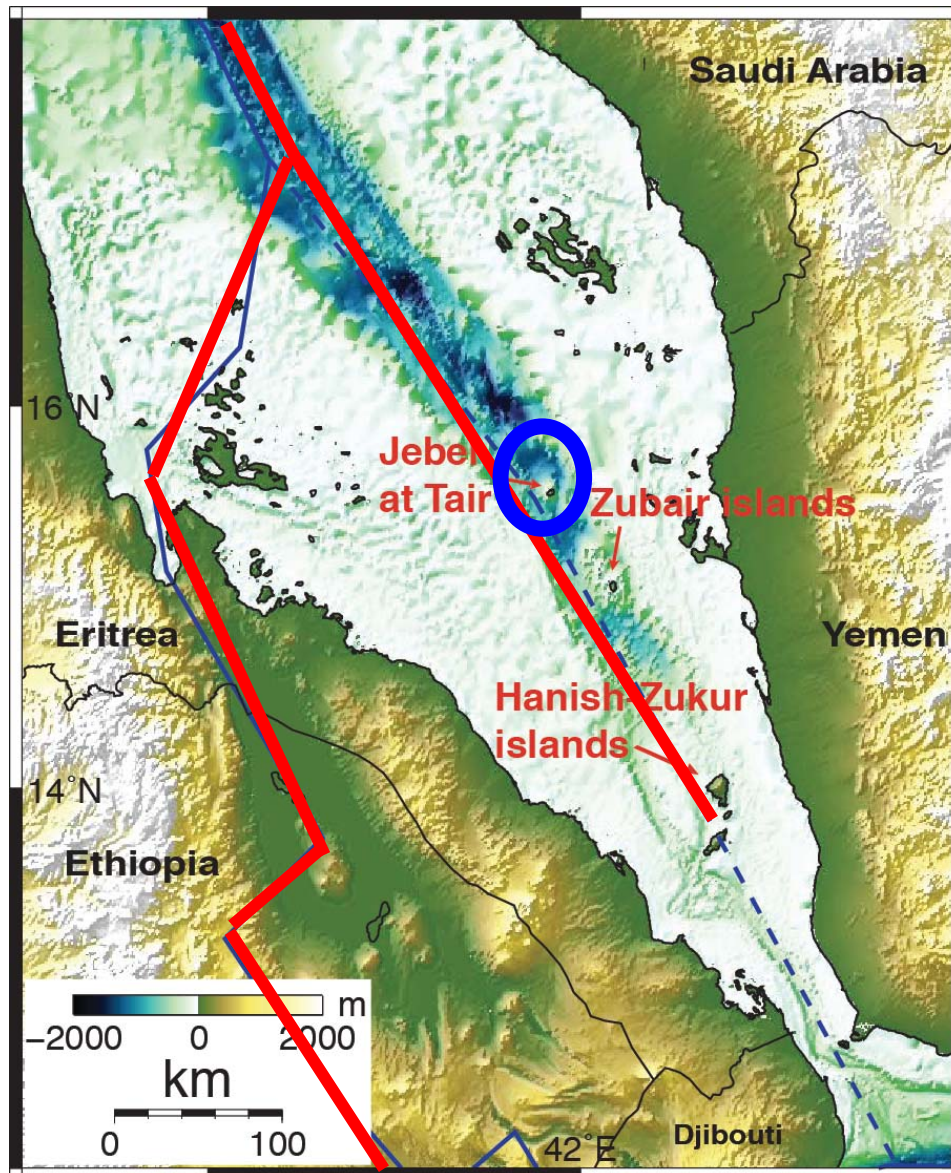 Saudi Arabia
16°N
Jebel
at Tair
Zubair islands
Eritrea
Yemen
Hanish-Zukur
islands
14°N
Ethiopia
m
−2000 0 2000
km
0 100
42°E
Djibouti